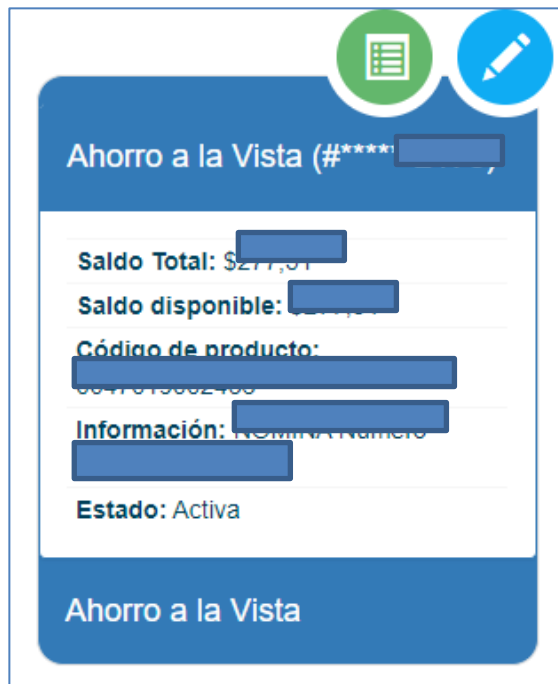 Ahorro a la Vista (#*****
Saldo Total:
Saldo disponible:
Código de producto:
Información:
Estado: Activa
Ahorro a la Vista